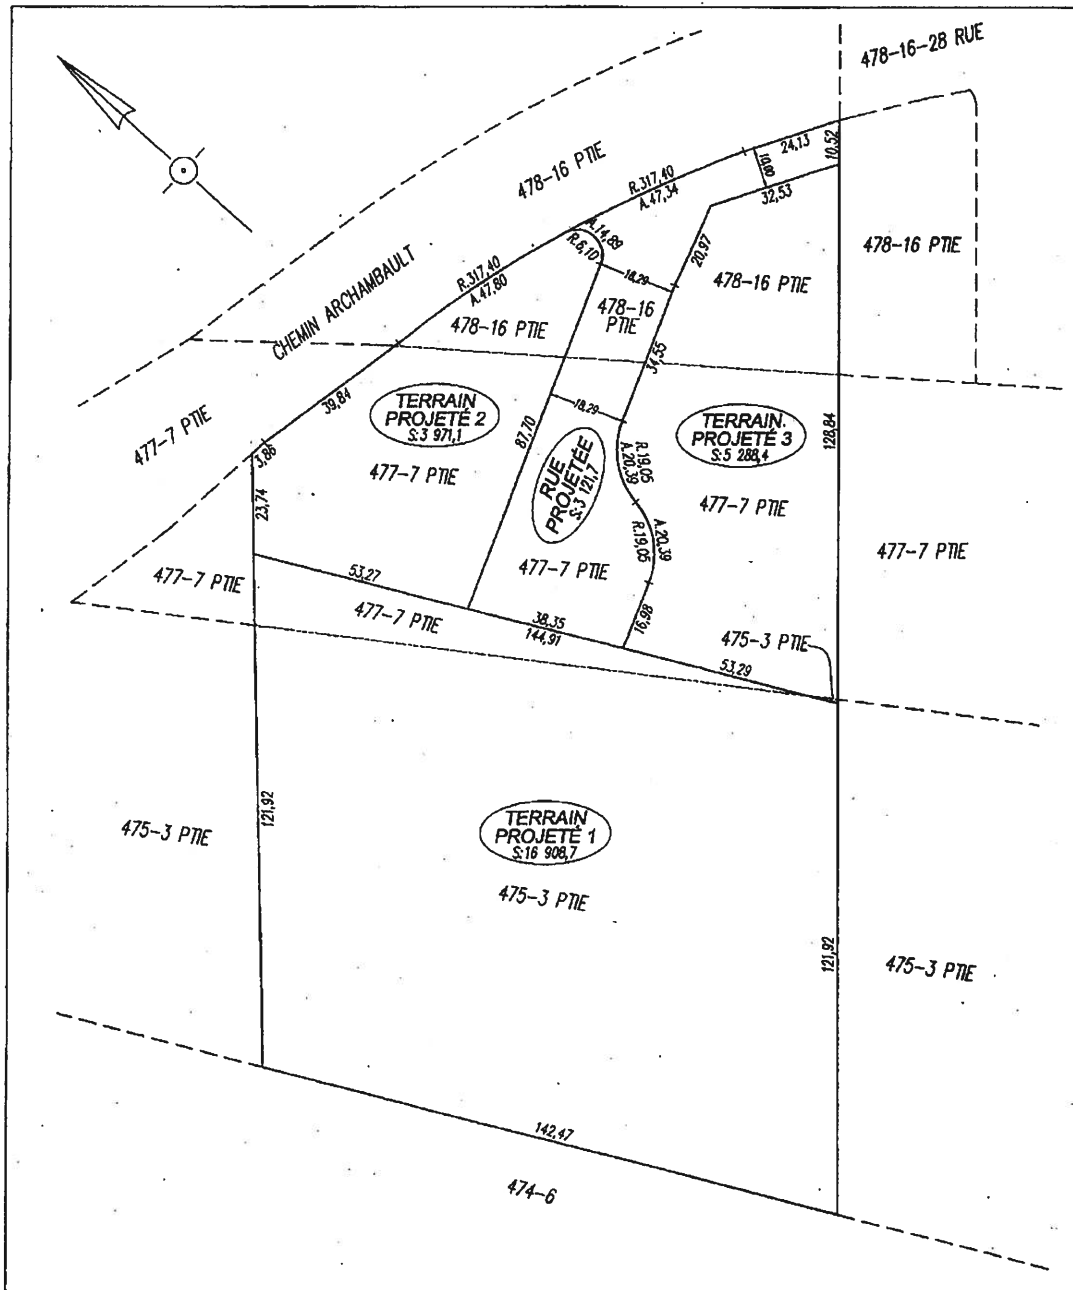 478-16-28 RUE
24,13
10,52
478-16 PTIE
R.317,40
A.47,34
10,00
32,53
A.14,89
R.6,10
478-16 PTIE
20,97
18,29
478-16 PTIE
CHEMIN ARCHAMBAULT
R.317,40
A.47,80
478-16 PTIE
478-16
PTIE
34,55
39,84
TERRAIN
PROJETÉ 2
S:3 971,1
18,29
TERRAIN
PROJETÉ 3
S:5 288,4
128,84
477-7 PTIE
87,70
3,86
23,74
477-7 PTIE
RUE
PROJETÉE
S:3 121,7
R.19,05
A.20,39
477-7 PTIE
A.20,39
R.19,05
477-7 PTIE
477-7 PTIE
53,27
477-7 PTIE
477-7 PTIE
38,35
144,91
16,98
475-3 PTIE
53,29
121,92
TERRAIN
PROJETÉ 1
S:16 908,7
475-3 PTIE
475-3 PTIE
121,92
475-3 PTIE
142,47
474-6